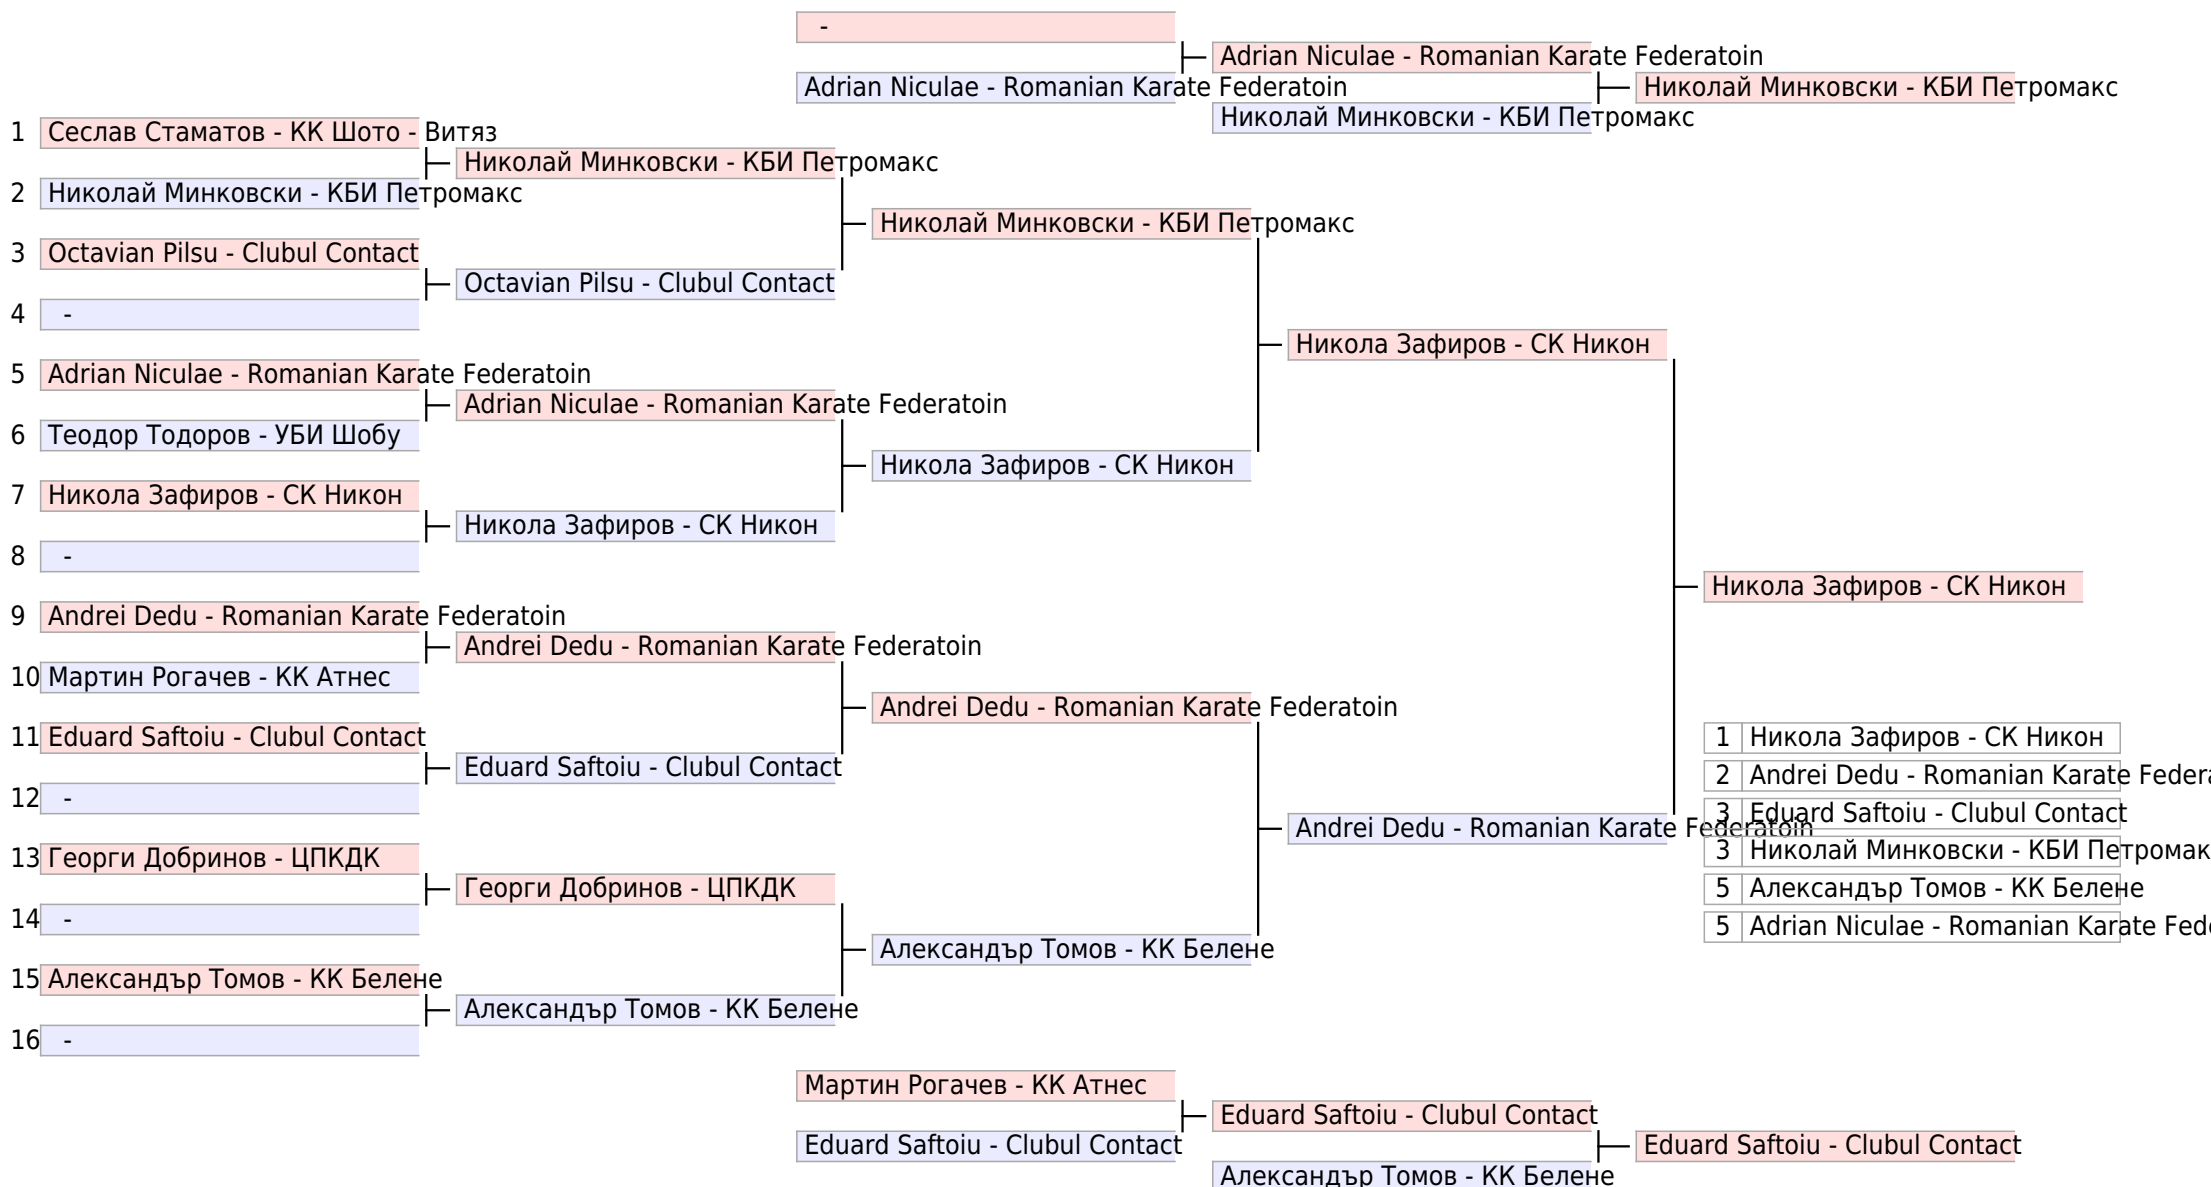 -
Adrian Niculae - Romanian Karate Federatoin
Adrian Niculae - Romanian Karate Federatoin
Николай Минковски - КБИ Петромакс
Николай Минковски - КБИ Петромакс
1 Сеслав Стаматов - КК Шото - Витяз
Николай Минковски - КБИ Петромакс
2 Николай Минковски - КБИ Петромакс
Николай Минковски - КБИ Петромакс
3 Octavian Pilsu - Clubul Contact
Octavian Pilsu - Clubul Contact
4 -
Никола Зафиров - СК Никон
5 Adrian Niculae - Romanian Karate Federatoin
Adrian Niculae - Romanian Karate Federatoin
6 Теодор Тодоров - УБИ Шобу
Никола Зафиров - СК Никон
7 Никола Зафиров - СК Никон
Никола Зафиров - СК Никон
8 -
Никола Зафиров - СК Никон
9 Andrei Dedu - Romanian Karate Federatoin
Andrei Dedu - Romanian Karate Federatoin
10 Мартин Рогачев - КК Атнес
Andrei Dedu - Romanian Karate Federatoin
11 Eduard Saftoiu - Clubul Contact
Eduard Saftoiu - Clubul Contact
12 -
Andrei Dedu - Romanian Karate Federatoin
13 Георги Добринов - ЦПКДК
Георги Добринов - ЦПКДК
14 -
Александър Томов - КК Белене
15 Александър Томов - КК Белене
Александър Томов - КК Белене
16 -
1 Никола Зафиров - СК Никон
2 Andrei Dedu - Romanian Karate Federa
3 Eduard Saftoiu - Clubul Contact
3 Николай Минковски - КБИ Петромак
5 Александър Томов - КК Белене
5 Adrian Niculae - Romanian Karate Fed
Мартин Рогачев - КК Атнес
Eduard Saftoiu - Clubul Contact
Eduard Saftoiu - Clubul Contact
Eduard Saftoiu - Clubul Contact
Александър Томов - КК Белене